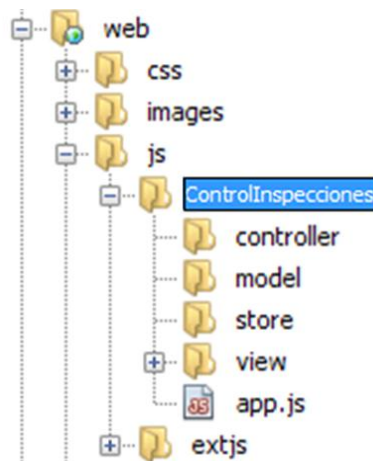 web
css
images
js
ControlInspecciones
controller
model
store
view
app.js
extjs